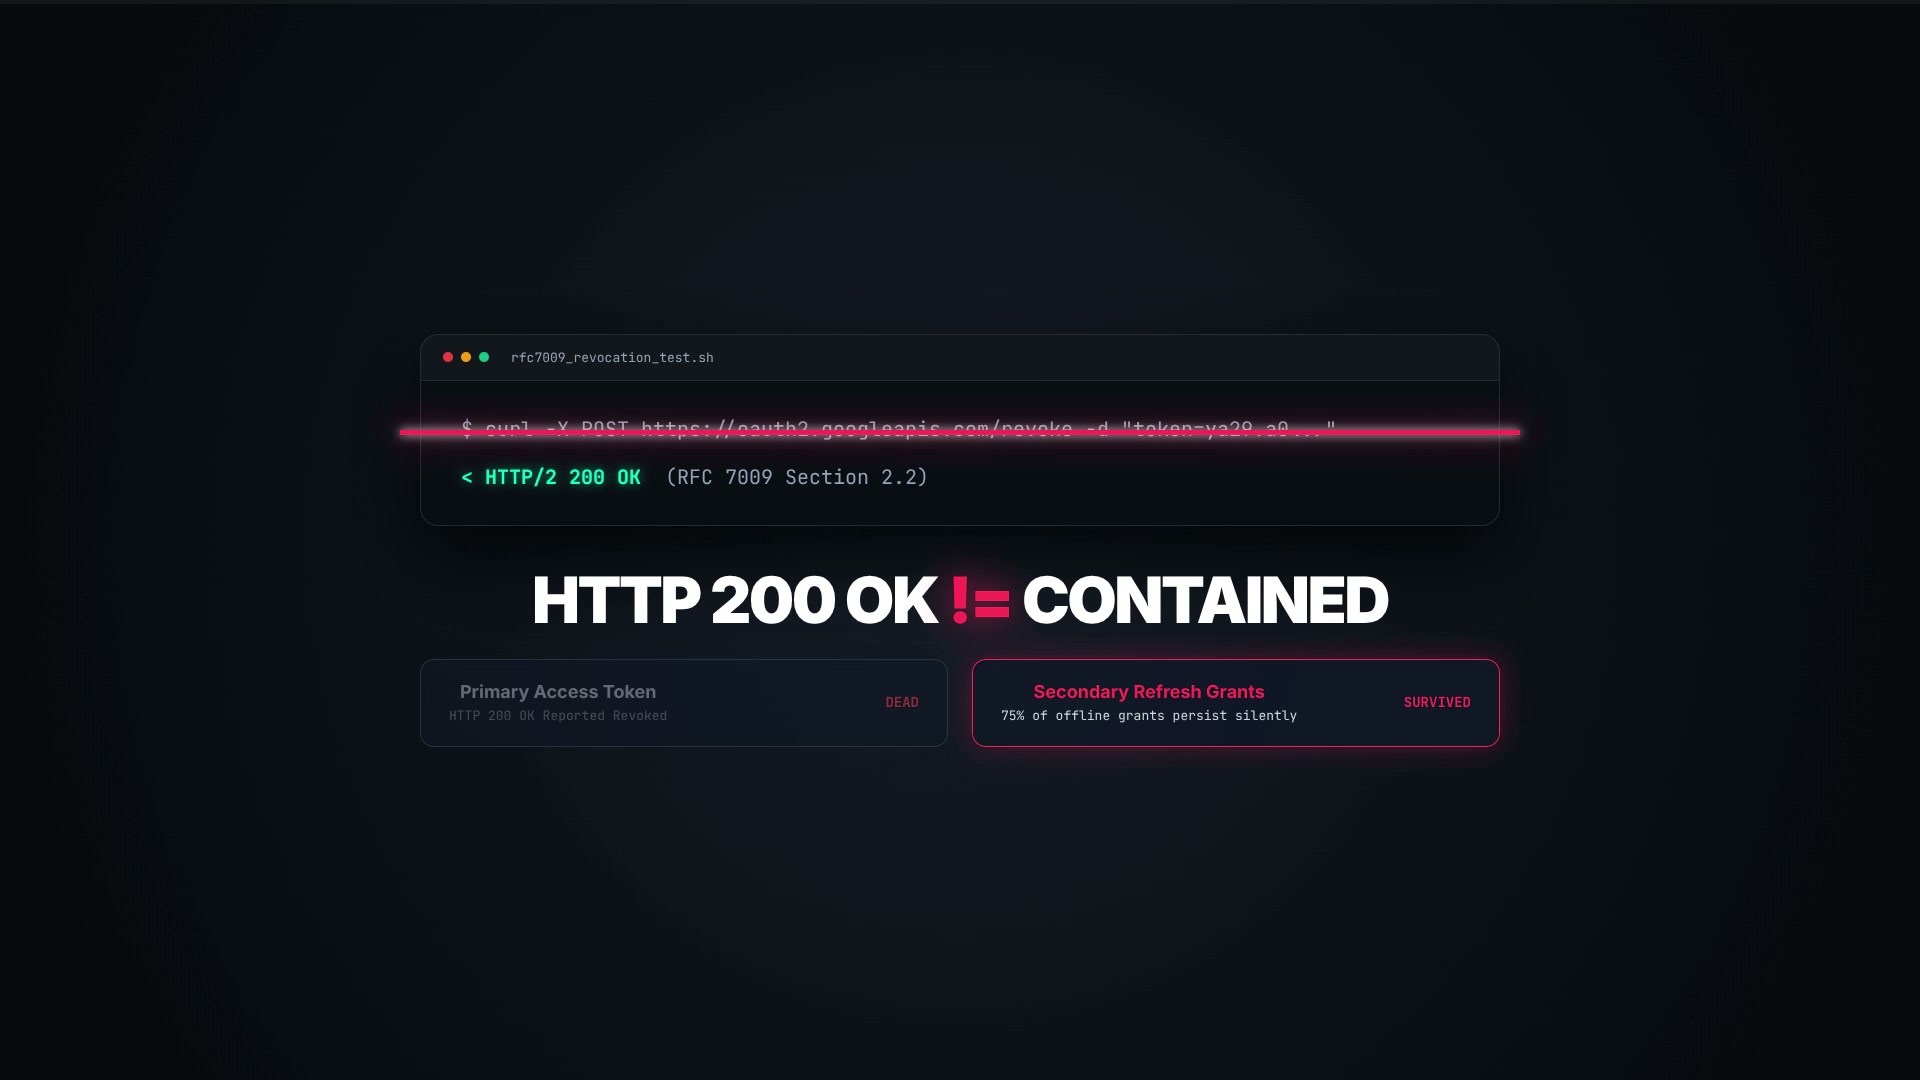 rfc7009_revocation_test.sh
$ curl -X POST https://oauth2.googleapis.com/revoke -d "token=ya29.a0..."
< HTTP/2 200 OK (RFC 7009 Section 2.2)
HTTP 200 OK != CONTAINED
Primary Access Token
HTTP 200 OK Reported Revoked
DEAD
Secondary Refresh Grants
75% of offline grants persist silently
SURVIVED